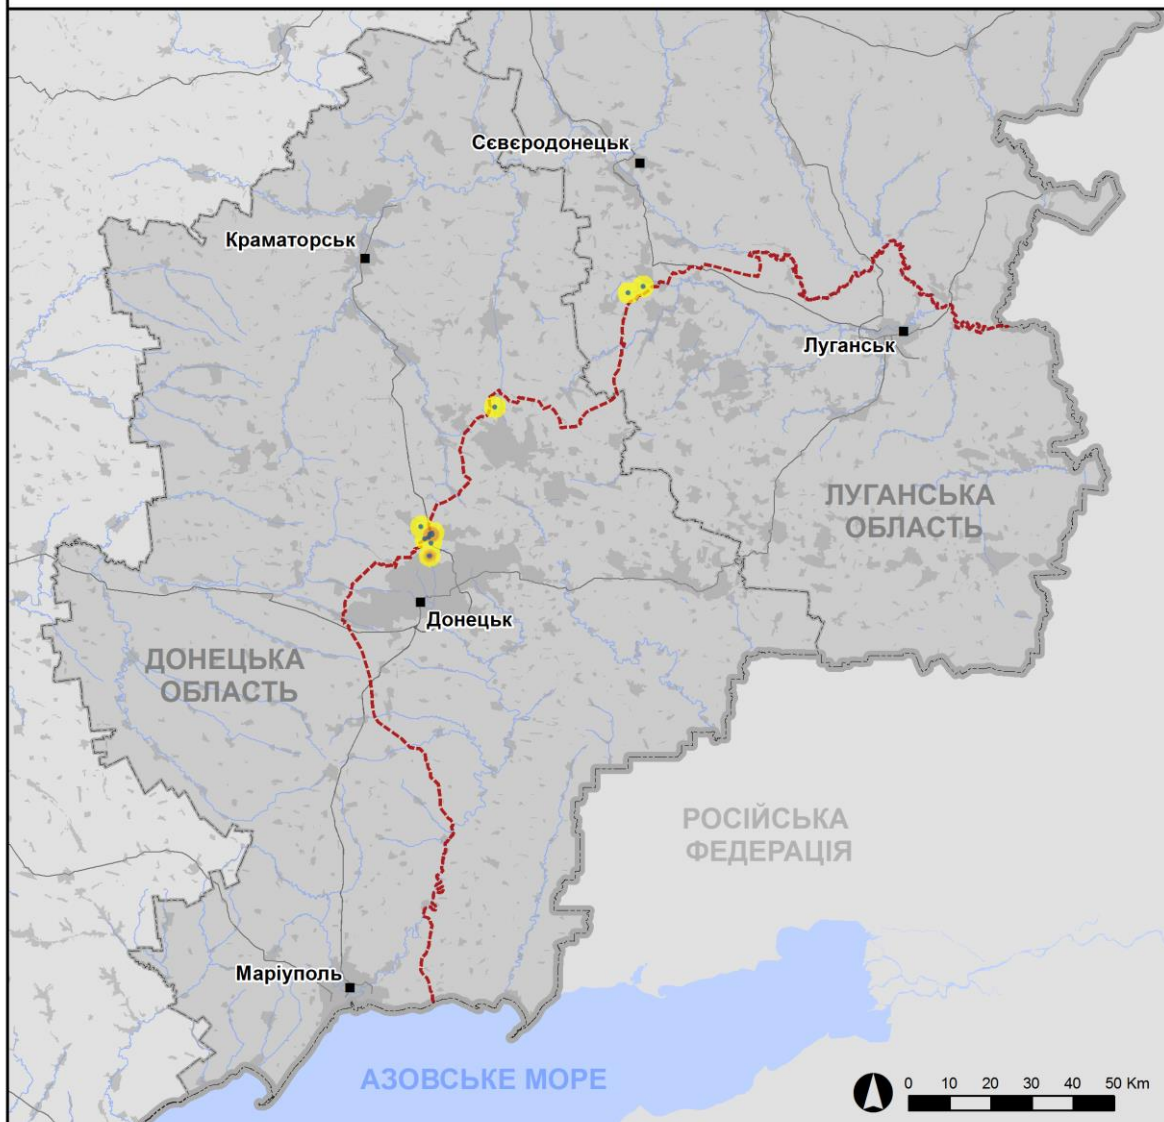 Сєвєродонецьк
Краматорськ
Луганськ
ЛУГАНСЬКА
ОБЛАСТЬ
Донецьк
ДОНЕЦЬКА
ОБЛАСТЬ
РОСІЙСЬКА
ФЕДЕРАЦІЯ
Маріуполь
АЗОВСЬКЕ МОРЕ
0 10 20 30 40 50 Km